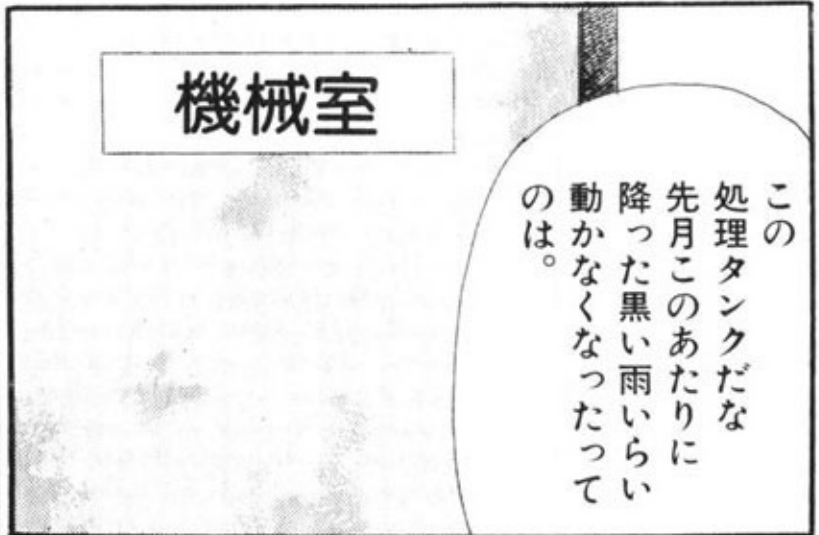 機械室
この
処理タンクだな
先月このあたりに
降った黒い雨いらい
動かなくなったって
のは。